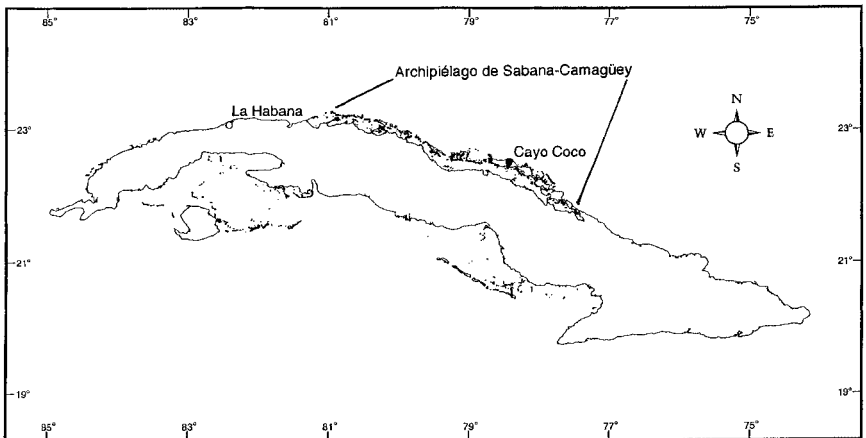 85° 83° 81° 79° 77° 75°
Archipiélago de Sabana-Camagüey
La Habana
N
23° W E 23°
Cayo Coco
S
21° 21°
19° 19°
85° 83° 81° 79° 77° 75°